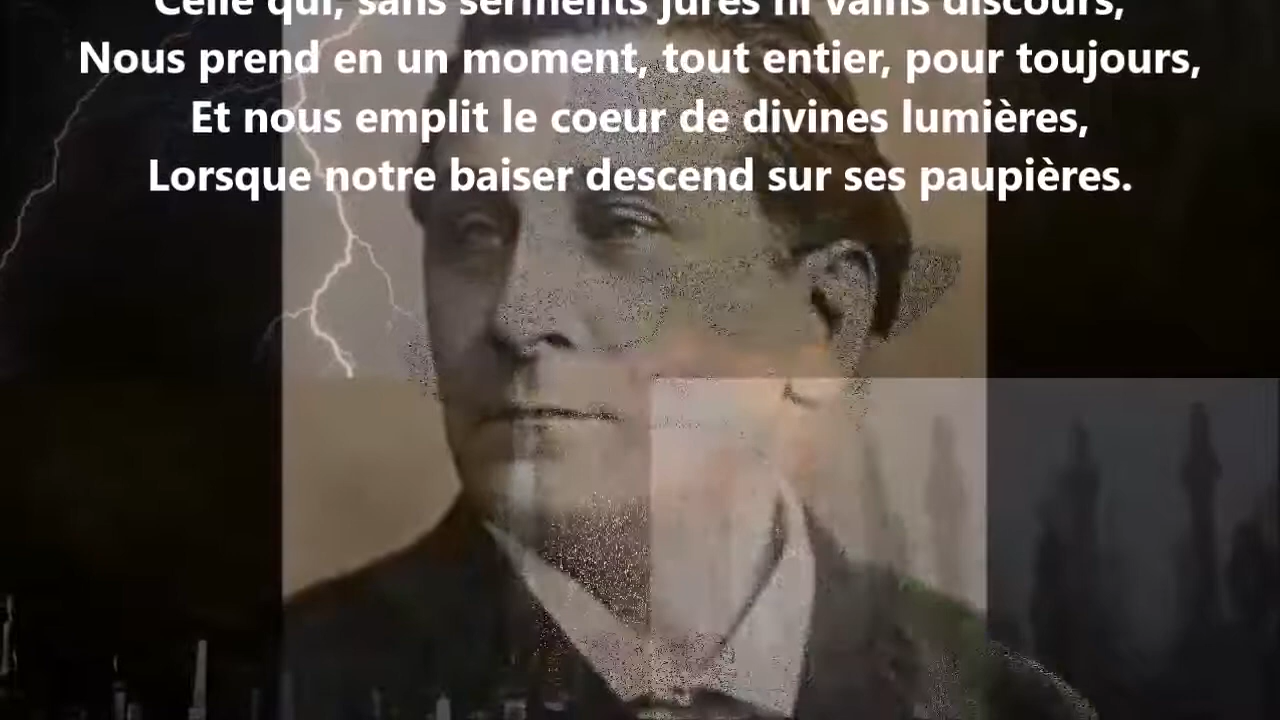 Celle qui, sans serments jurés ni vains discours,
Nous prend en un moment, tout entier, pour toujours,
Et nous emplit le coeur de divines lumières,
Lorsque notre baiser descend sur ses paupières.